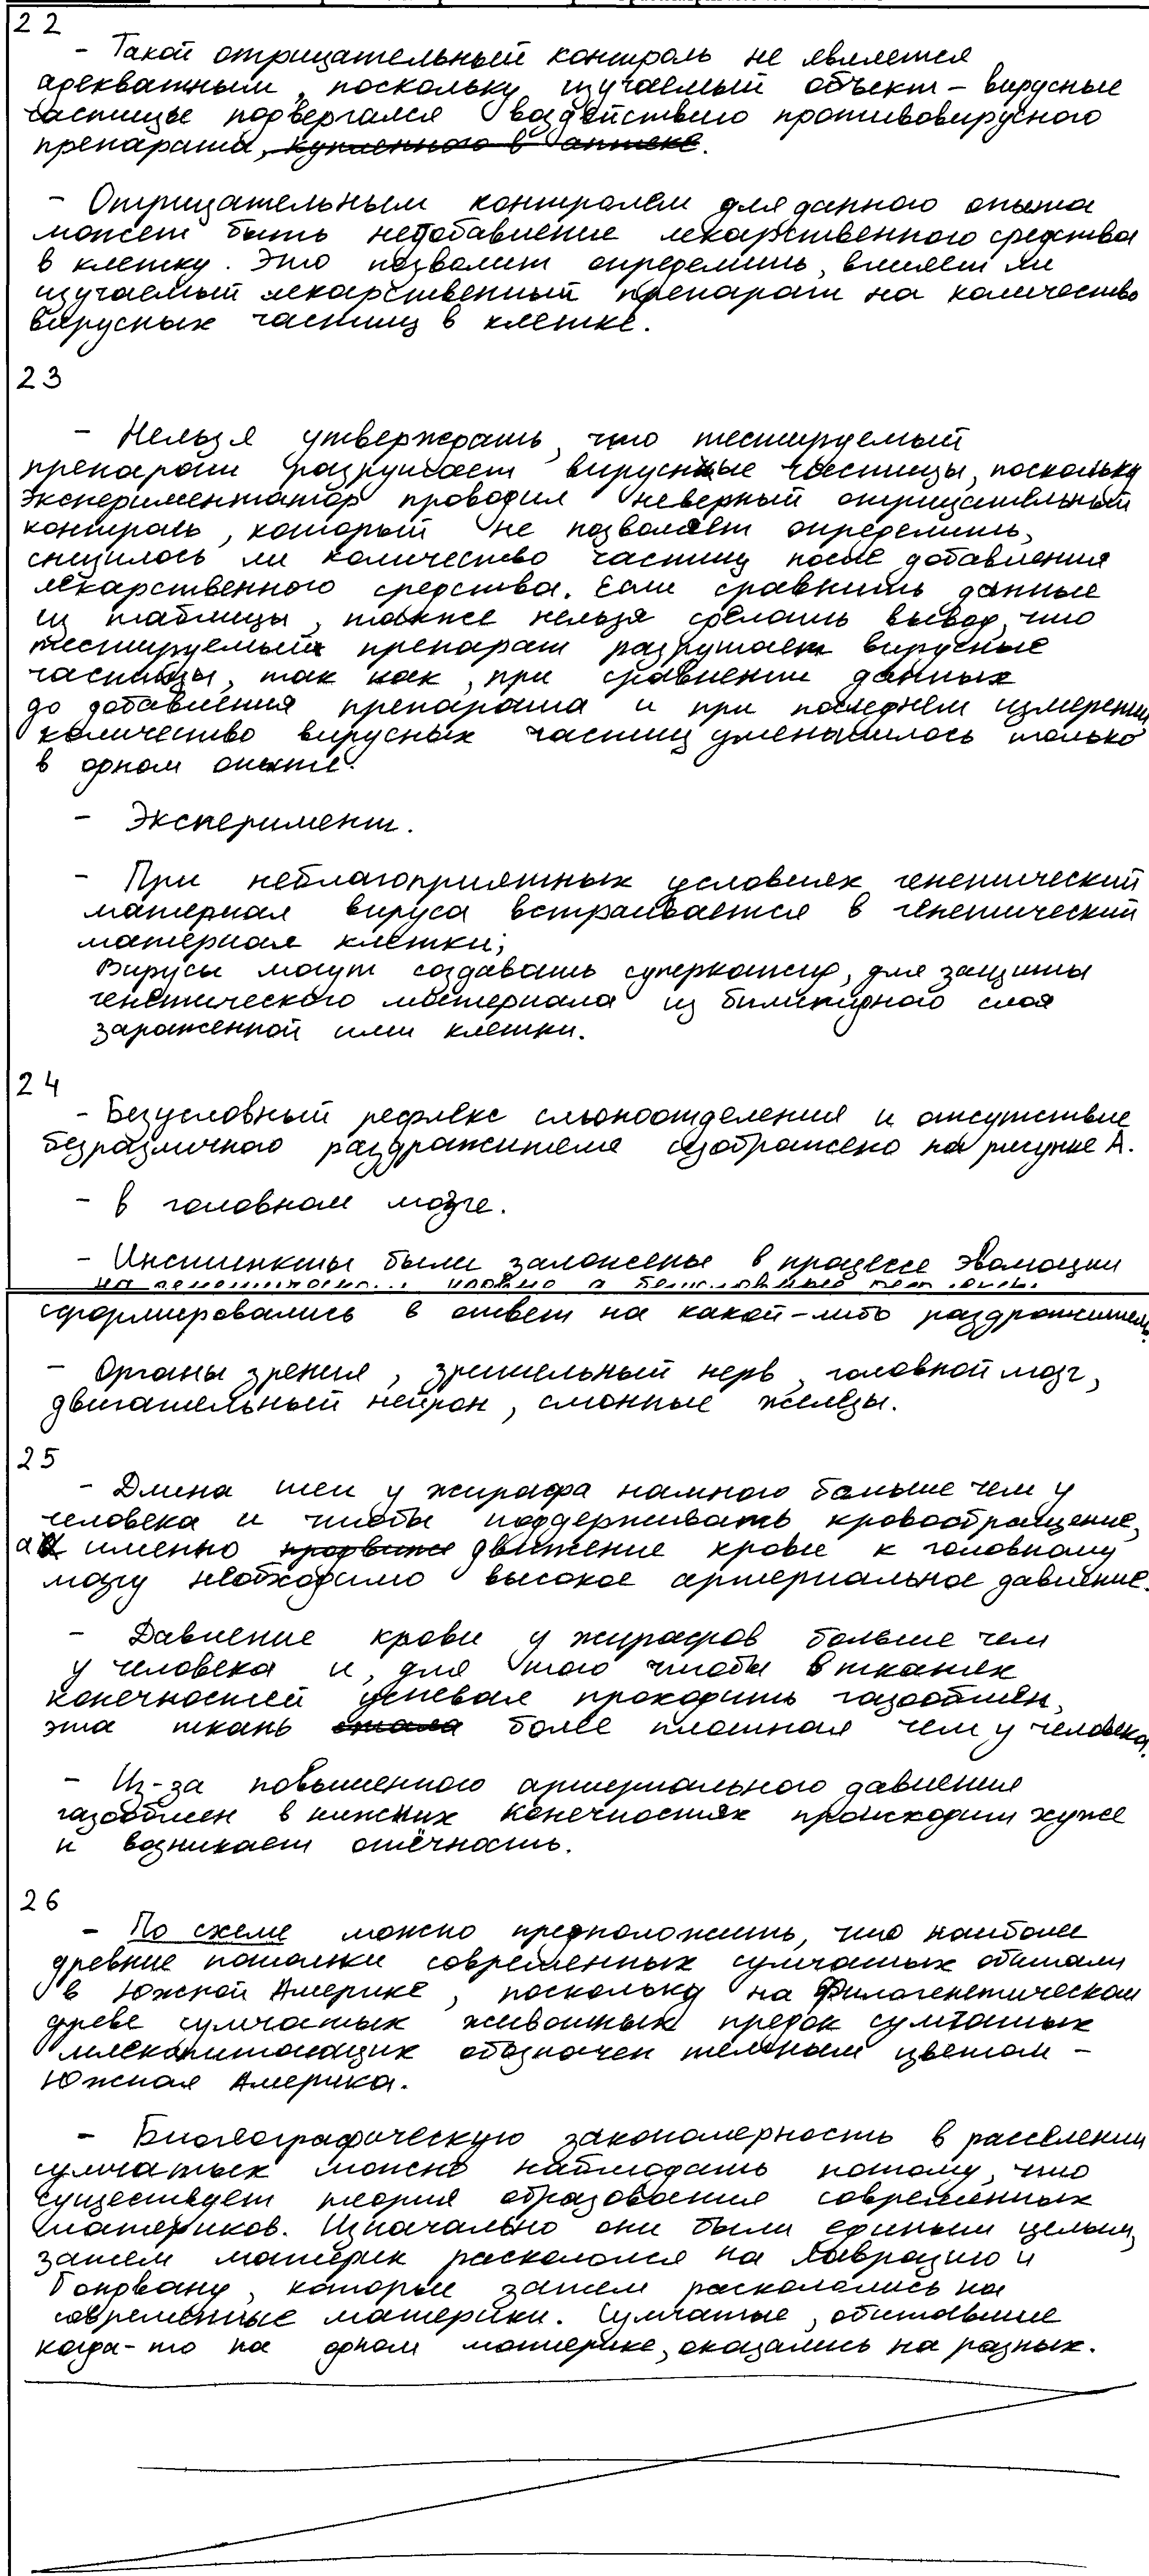 22
- Такой отрицательный контроль не является
адекватным, поскольку изучаемый объект – вирусные
частицы подвергался воздействию противовирусного
препарата, купленного в аптеке.
- Отрицательным контролем для данного опыта
может быть недобавление лекарственного средства
в клетку. Это позволит определить, влияет ли
изучаемый лекарственный препарат на количество
вирусных частиц в клетке.
23
- Нельзя утверждать, что тестируемый
препарат разрушает вирусные частицы, поскольку
экспериментатор проводил неверный отрицательный
контроль, который не позволяет определить,
снизилось ли количество частиц после добавления
лекарственного средства. Если сравнить данные
из таблицы, также нельзя сделать вывод, что
тестируемый препарат разрушает вирусные
частицы, так как, при сравнении данных
до добавления препарата и при последнем измерении
количество вирусных частиц уменьшилось только
в одном опыте.
- Эксперимент.
- При неблагоприятных условиях генетический
материал вируса встраивается в генетический
материал клетки;
Вирусы могут создавать суперкапсид, для защиты
генетического материала из билипидного слоя
зараженной ими клетки.
24
- Безусловный рефлекс слюноотделения и отсутствие
безразличного раздражителя изображено на рисунке А.
- в головном мозге.
- Инстинкты были заложены в процессе эволюции
сформировались в ответ на какой-либо раздражитель.
- Органы зрения, зрительный нерв, головной мозг,
двигательный нейрон, слюнные железы.
25
- Длина шеи у жирафа намного больше чем у
человека и чтобы поддерживать кровообращение,
а именно движение крови к головному
мозгу необходимо высокое артериальное давление.
- Давление крови у жирафов больше чем
у человека и, для того чтобы в тканях
конечностей успевал проходить газообмен,
эта ткань стала более плотная чем у человека.
- Из-за повышенного артериального давления
газообмен в нижних конечностях происходит хуже
и возникает отёчность.
26
- По схеме можно предположить, что наиболее
древние потомки современных сумчатых обитали
в Южной Америке, поскольку на Филогенетическом
древе сумчатых животных предок сумчатых
млекопитающих обозначен темным цветом –
Южная Америка.
- Биогеографическую закономерность в расселении
сумчатых можно наблюдать потому, что
существует теория образования современных
материков. Изначально они были единым целым,
затем материк раскололся на Лавразию и
Гондвану, которые затем раскололись на
современные материки. Сумчатые, обитавшие
когда-то на одном материке, оказались на разных.